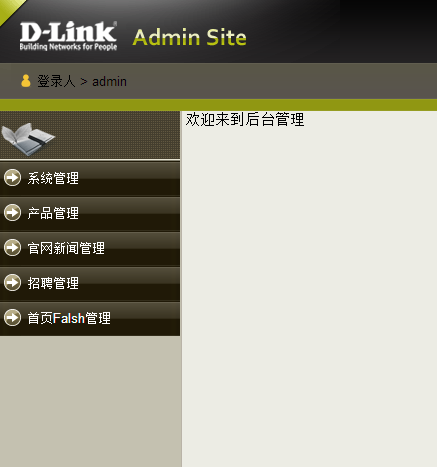 D-Link
Building Networks for People
Admin Site
登录人 > admin
欢迎来到后台管理
系统管理
产品管理
官网新闻管理
招聘管理
首页Falsh管理